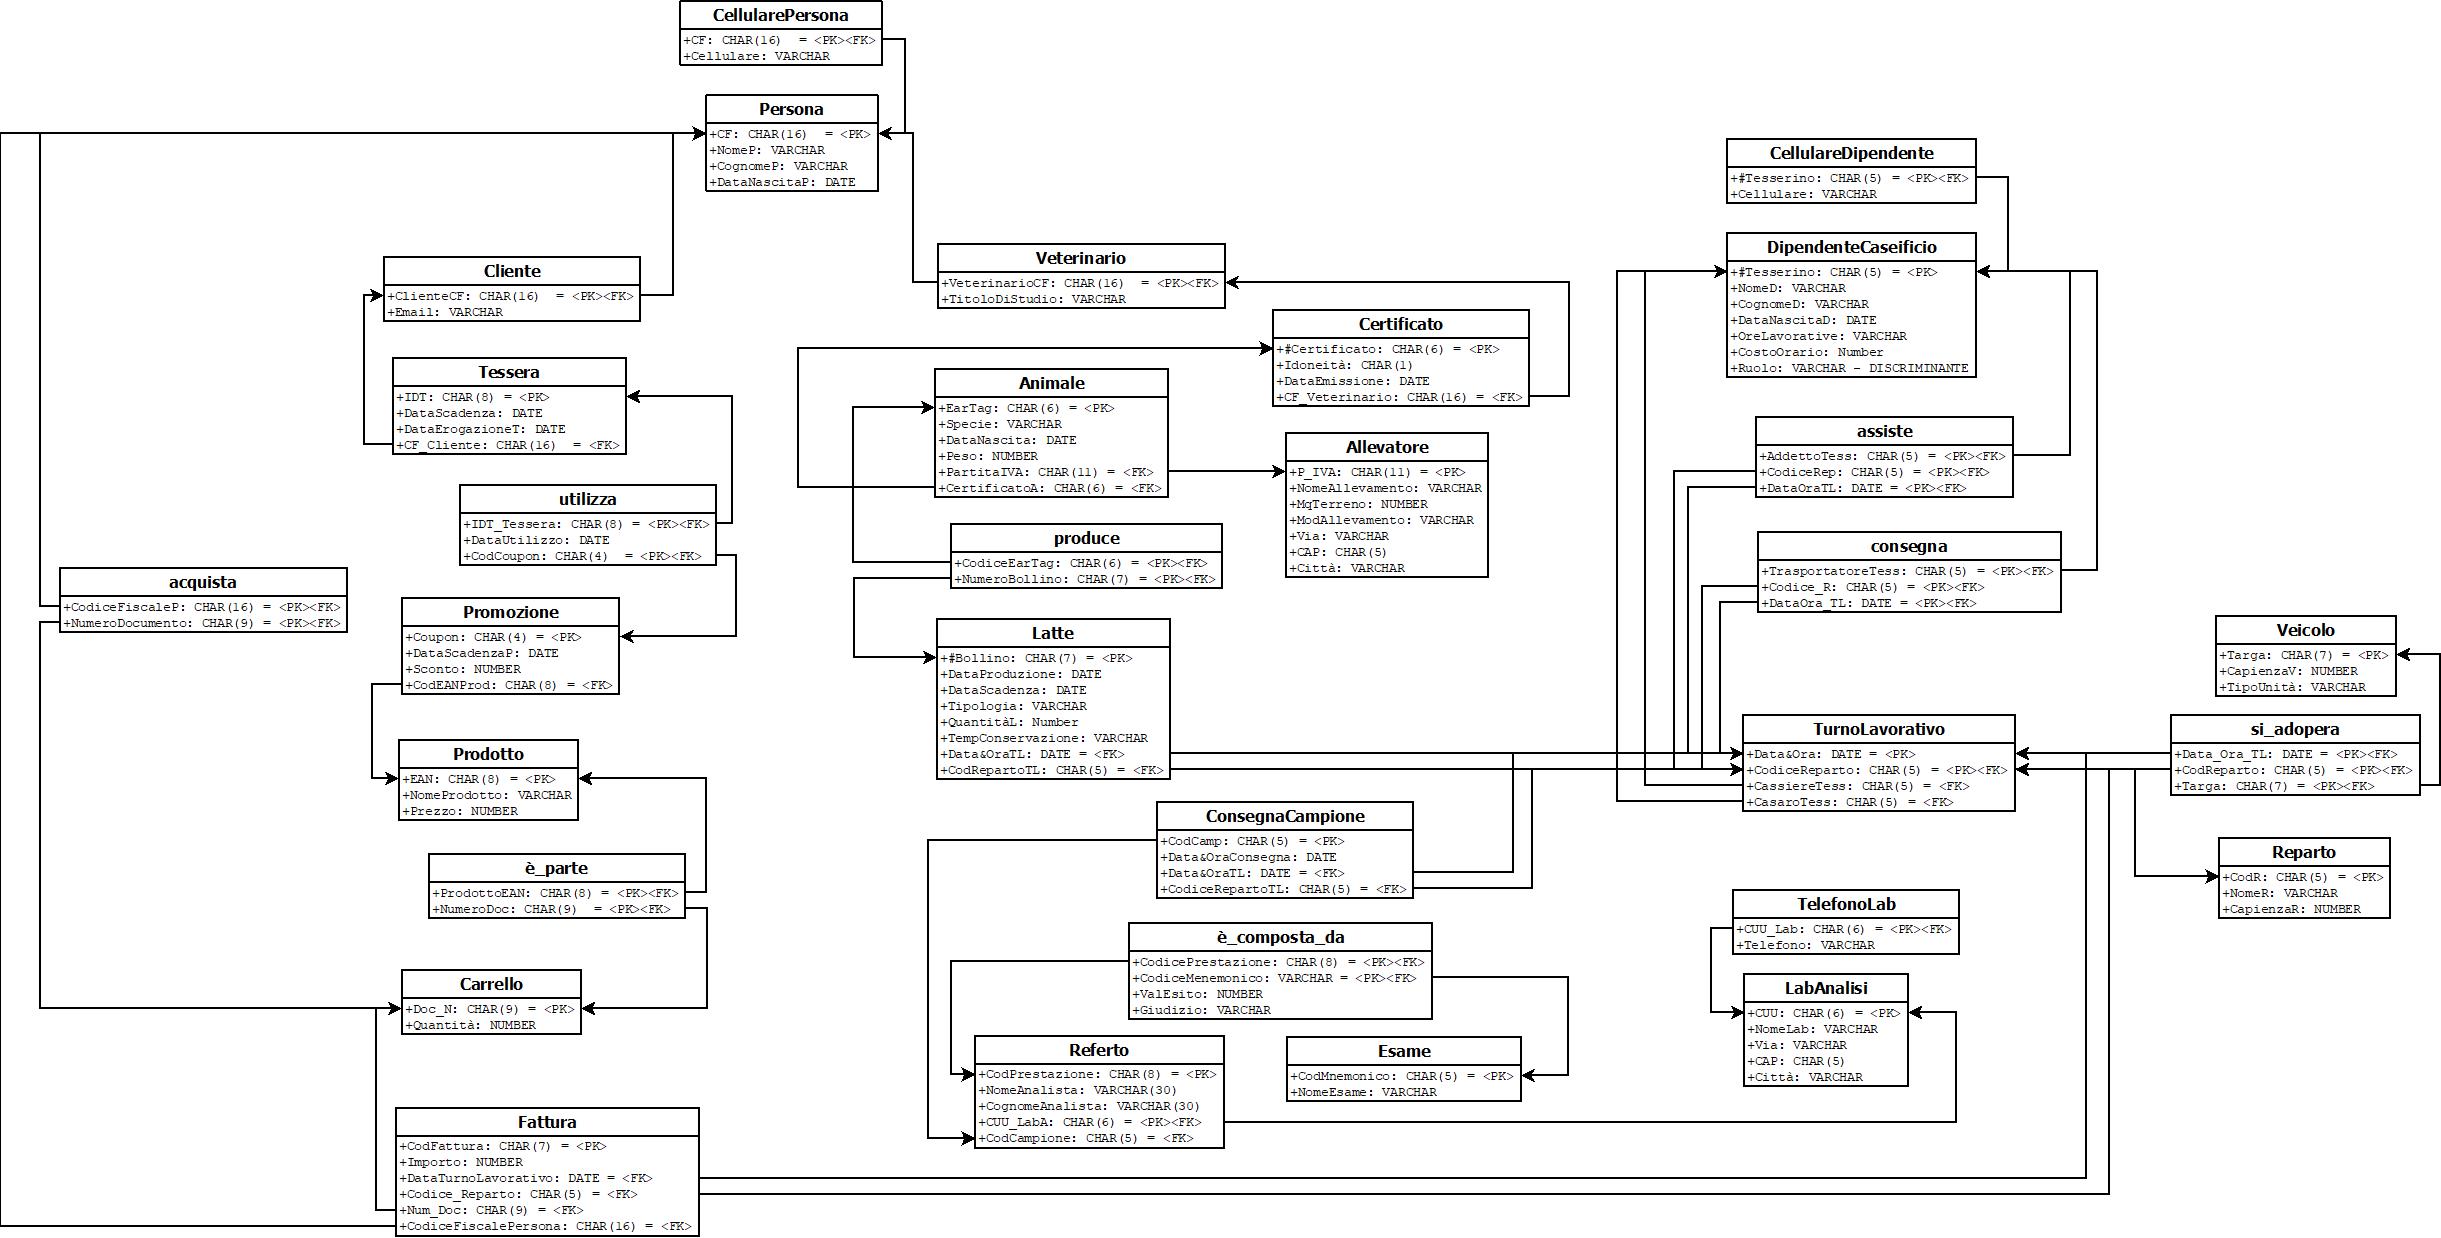 CellularePersona
+CF: CHAR(16)  = <PK><FK>
+Cellulare: VARCHAR
Persona
+CF: CHAR(16)  = <PK>
+NomeP: VARCHAR
+CognomeP: VARCHAR
+DataNascitaP: DATE
Cliente
+ClienteCF: CHAR(16)  = <PK><FK>
+Email: VARCHAR
Tessera
+IDT: CHAR(8) = <PK>
+DataScadenza: DATE
+DataErogazioneT: DATE
+CF_Cliente: CHAR(16)  = <FK>
utilizza
+IDT_Tessera: CHAR(8) = <PK><FK>
+DataUtilizzo: DATE
+CodCoupon: CHAR(4)  = <PK><FK>
acquista
+CodiceFiscaleP: CHAR(16) = <PK><FK>
+NumeroDocumento: CHAR(9) = <PK><FK>
Promozione
+Coupon: CHAR(4) = <PK>
+DataScadenzaP: DATE
+Sconto: NUMBER
+CodEANProd: CHAR(8) = <FK>
Prodotto
+EAN: CHAR(8) = <PK>
+NomeProdotto: VARCHAR
+Prezzo: NUMBER
è_parte
+ProdottoEAN: CHAR(8) = <PK><FK>
+NumeroDoc: CHAR(9)  = <PK><FK>
Carrello
+Doc_N: CHAR(9) = <PK>
+Quantità: NUMBER
Fattura
+CodFattura: CHAR(7) = <PK>
+Importo: NUMBER
+DataTurnoLavorativo: DATE = <FK>
+Codice_Reparto: CHAR(5) = <FK>
+Num_Doc: CHAR(9) = <FK>
+CodiceFiscalePersona: CHAR(16) = <FK>
Veterinario
+VeterinarioCF: CHAR(16)  = <PK><FK>
+TitoloDiStudio: VARCHAR
Certificato
+#Certificato: CHAR(6) = <PK>
+Idoneità: CHAR(1)
+DataEmissione: DATE
+CF_Veterinario: CHAR(16) = <FK>
Animale
+EarTag: CHAR(6) = <PK>
+Specie: VARCHAR
+DataNascita: DATE
+Peso: NUMBER
+PartitaIVA: CHAR(11) = <FK>
+CertificatoA: CHAR(6) = <FK>
Allevatore
+P_IVA: CHAR(11) = <PK>
+NomeAllevamento: VARCHAR
+MqTerreno: NUMBER
+ModAllevamento: VARCHAR
+Via: VARCHAR
+CAP: CHAR(5)
+Città: VARCHAR
produce
+CodiceEarTag: CHAR(6) = <PK><FK>
+NumeroBollino: CHAR(7) = <PK><FK>
Latte
+#Bollino: CHAR(7) = <PK>
+DataProduzione: DATE
+DataScadenza: DATE
+Tipologia: VARCHAR
+QuantitàL: Number
+TempConservazione: VARCHAR
+Data&OraTL: DATE = <FK>
+CodRepartoTL: CHAR(5) = <FK>
ConsegnaCampione
+CodCamp: CHAR(5) = <PK>
+Data&OraConsegna: DATE
+Data&OraTL: DATE = <FK>
+CodiceRepartoTL: CHAR(5) = <FK>
è_composta_da
+CodicePrestazione: CHAR(8) = <PK><FK>
+CodiceMenemonico: VARCHAR = <PK><FK>
+ValEsito: NUMBER
+Giudizio: VARCHAR
Referto
+CodPrestazione: CHAR(8) = <PK>
+NomeAnalista: VARCHAR(30)
+CognomeAnalista: VARCHAR(30)
+CUU_LabA: CHAR(6) = <PK><FK>
+CodCampione: CHAR(5) = <FK>
Esame
+CodMnemonico: CHAR(5) = <PK>
+NomeEsame: VARCHAR
CellulareDipendente
+#Tesserino: CHAR(5) = <PK><FK>
+Cellulare: VARCHAR
DipendenteCaseificio
+#Tesserino: CHAR(5) = <PK>
+NomeD: VARCHAR
+CognomeD: VARCHAR
+DataNascitaD: DATE
+OreLavorative: VARCHAR
+CostoOrario: Number
+Ruolo: VARCHAR - DISCRIMINANTE
assiste
+AddettoTess: CHAR(5) = <PK><FK>
+CodiceRep: CHAR(5) = <PK><FK>
+DataOraTL: DATE = <PK><FK>
consegna
+TrasportatoreTess: CHAR(5) = <PK><FK>
+Codice_R: CHAR(5) = <PK><FK>
+DataOra_TL: DATE = <PK><FK>
TurnoLavorativo
+Data&Ora: DATE = <PK>
+CodiceReparto: CHAR(5) = <PK><FK>
+CassiereTess: CHAR(5) = <FK>
+CasaroTess: CHAR(5) = <FK>
Veicolo
+Targa: CHAR(7) = <PK>
+CapienzaV: NUMBER
+TipoUnità: VARCHAR
si_adopera
+Data_Ora_TL: DATE = <PK><FK>
+CodReparto: CHAR(5) = <PK><FK>
+Targa: CHAR(7) = <PK><FK>
Reparto
+CodR: CHAR(5) = <PK>
+NomeR: VARCHAR
+CapienzaR: NUMBER
TelefonoLab
+CUU_Lab: CHAR(6) = <PK><FK>
+Telefono: VARCHAR
LabAnalisi
+CUU: CHAR(6) = <PK>
+NomeLab: VARCHAR
+Via: VARCHAR
+CAP: CHAR(5)
+Città: VARCHAR